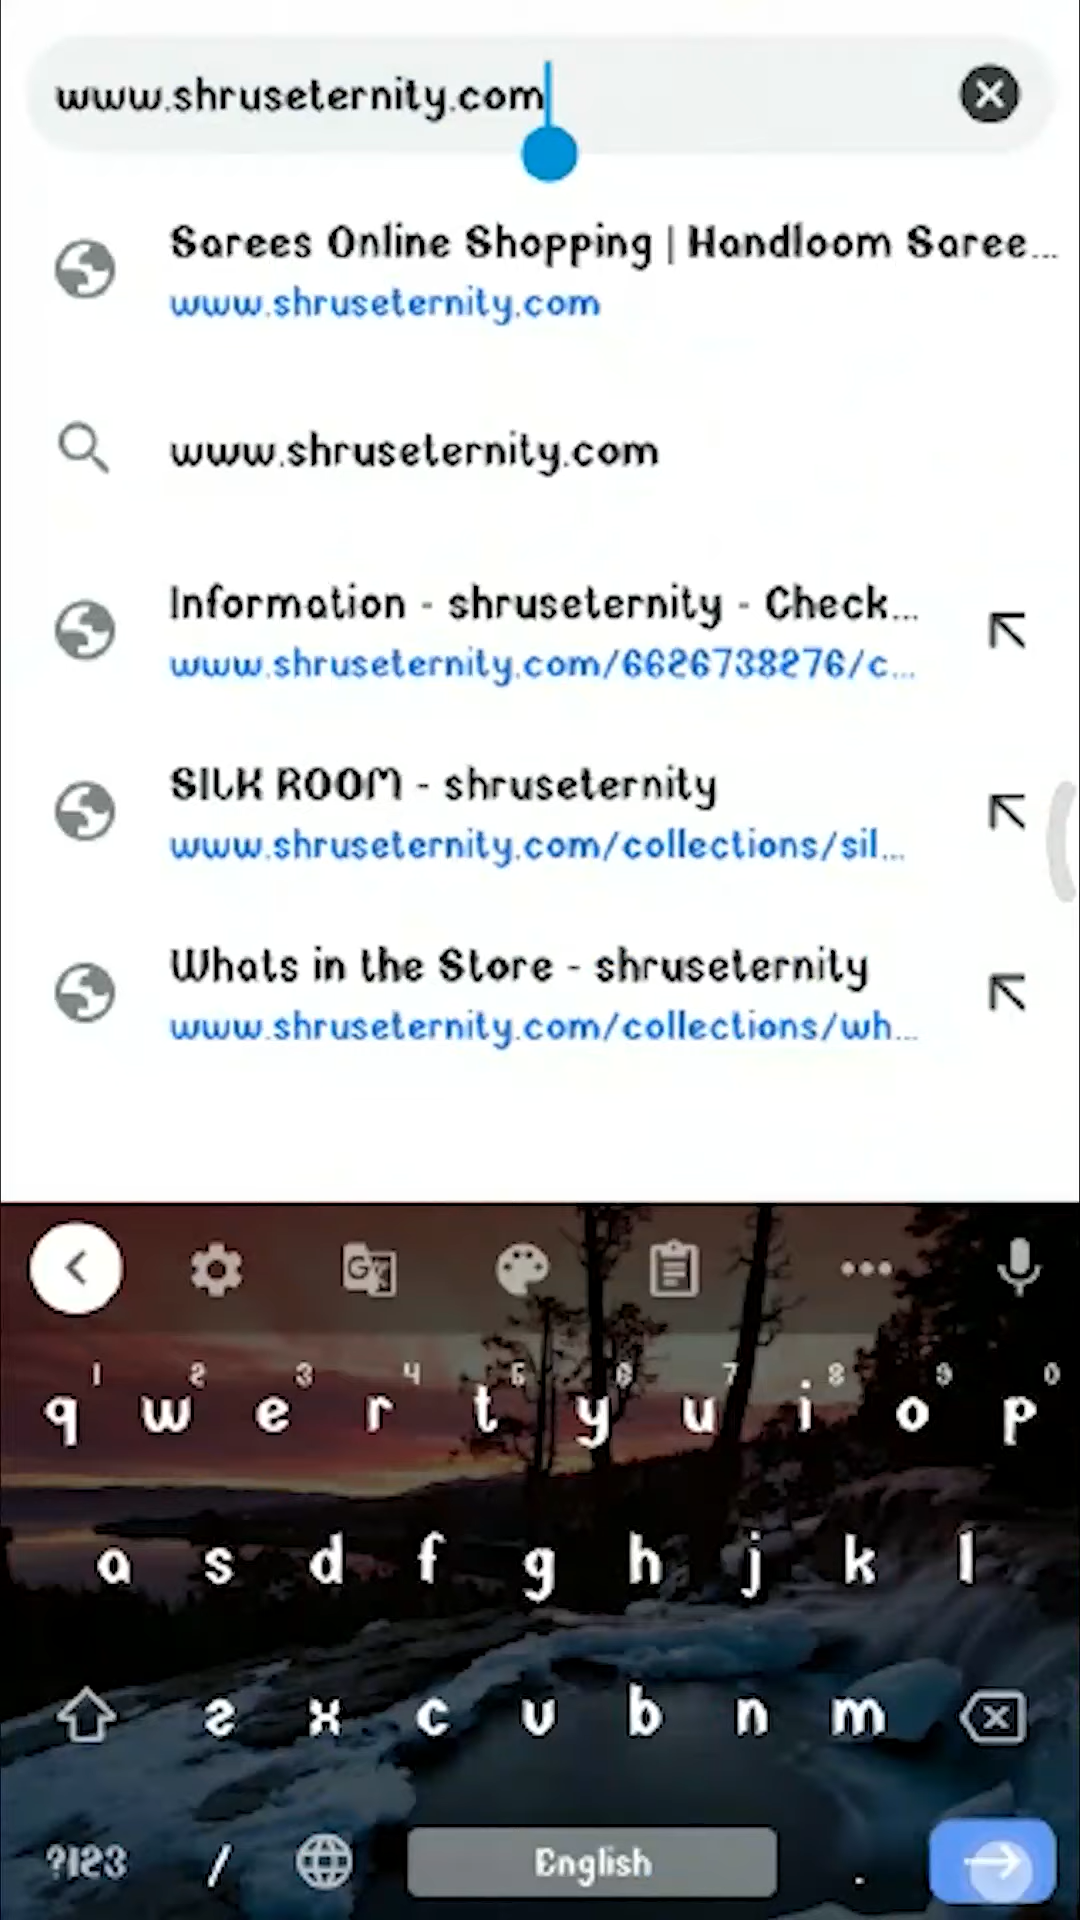 www.shruseternity.com
Sarees Online Shopping | Handloom Saree...
www.shruseternity.com
www.shruseternity.com
Information - shruseternity - Check...
www.shruseternity.com/6626738276/c...
SILK ROOM - shruseternity
www.shruseternity.com/collections/sil...
Whats in the Store - shruseternity
www.shruseternity.com/collections/wh...
G
1 2 3 4 5 6 7 8 9 0
q w e r t y u i o p
a s d f g h j k l
z x c v b n m
?123 / English .